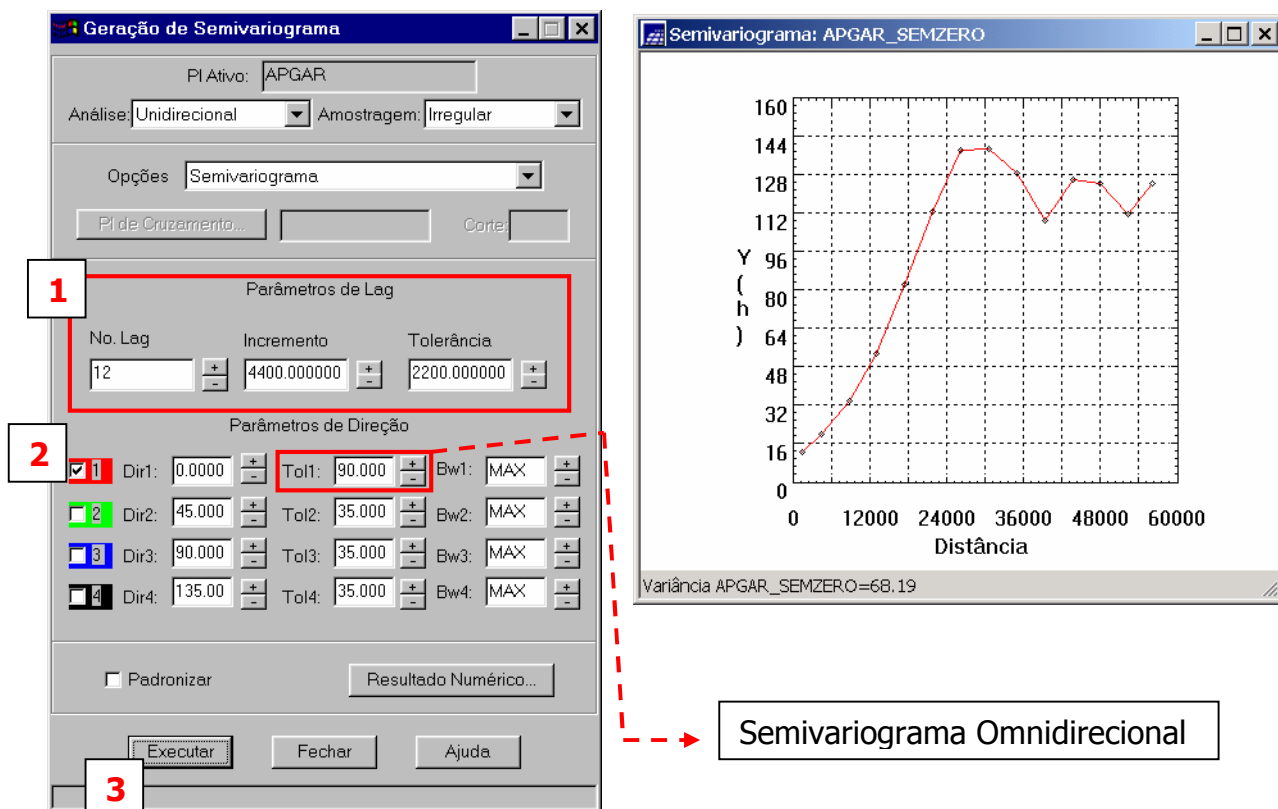 Geração de Semivariograma
PI Ativo: APGAR
Análise: Unidirecional Amostragem: Irregular
Opções Semivariograma
PI de Cruzamento... Corte:
1
Parâmetros de Lag
No. Lag Incremento Tolerância
12 + - 4400.000000 + - 2200.000000 + -
Parâmetros de Direção
2
1 Dir1: 0.0000 + - Tol1: 90.000 + - Bw1: MAX + -
2 Dir2: 45.000 + - Tol2: 35.000 + - Bw2: MAX + -
3 Dir3: 90.000 + - Tol3: 35.000 + - Bw3: MAX + -
4 Dir4: 135.00 + - Tol4: 35.000 + - Bw4: MAX + -
Padronizar Resultado Numérico...
Executar Fechar Ajuda
3
Semivariograma: APGAR_SEMZERO
160
144
128
112
96
80
64
48
32
16
0
Y
(
h
)
0 12000 24000 36000 48000 60000
Distância
Variância APGAR_SEMZERO=68.19
Semivariograma Omnidirecional